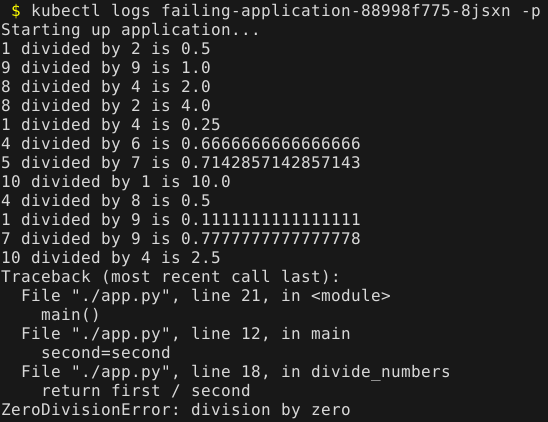 $ kubectl logs failing-application-88998f775-8jsxn -p
Starting up application...
1 divided by 2 is 0.5
9 divided by 9 is 1.0
8 divided by 4 is 2.0
8 divided by 2 is 4.0
1 divided by 4 is 0.25
4 divided by 6 is 0.6666666666666666
5 divided by 7 is 0.7142857142857143
10 divided by 1 is 10.0
4 divided by 8 is 0.5
1 divided by 9 is 0.1111111111111111
7 divided by 9 is 0.7777777777777778
10 divided by 4 is 2.5
Traceback (most recent call last):
  File "./app.py", line 21, in <module>
    main()
  File "./app.py", line 12, in main
    second=second
  File "./app.py", line 18, in divide_numbers
    return first / second
ZeroDivisionError: division by zero